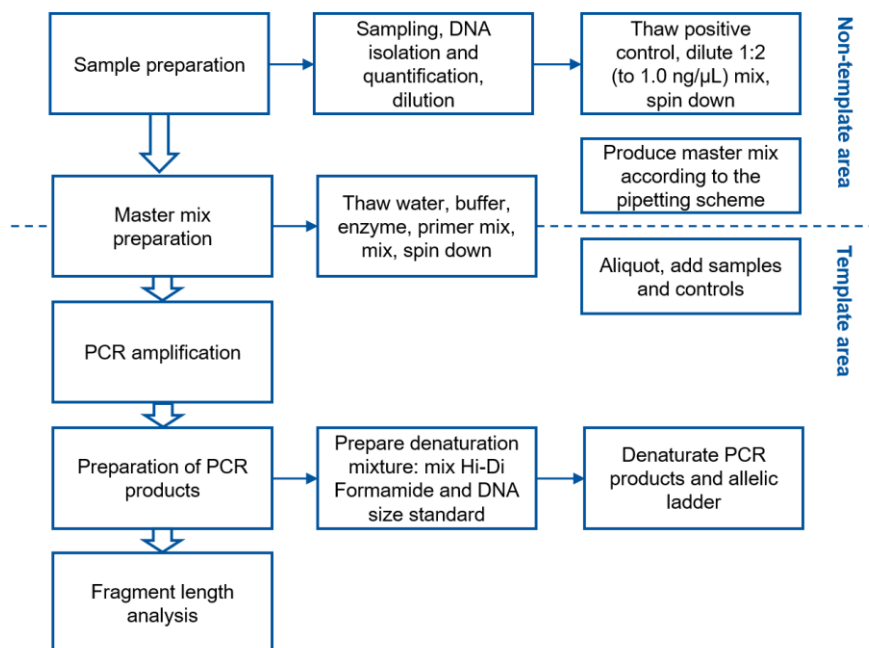 Sample preparation
Sampling, DNA
isolation and
quantification,
dilution
Thaw positive
control, dilute 1:2
(to 1.0 ng/µL) mix,
spin down
Non-template area
Produce master mix
according to the
pipetting scheme
Master mix
preparation
Thaw water, buffer,
enzyme, primer mix,
mix, spin down
Aliquot, add samples
and controls
Template area
PCR amplification
Preparation of PCR
products
Prepare denaturation
mixture: mix Hi-Di
Formamide and DNA
size standard
Denaturate PCR
products and allelic
ladder
Fragment length
analysis